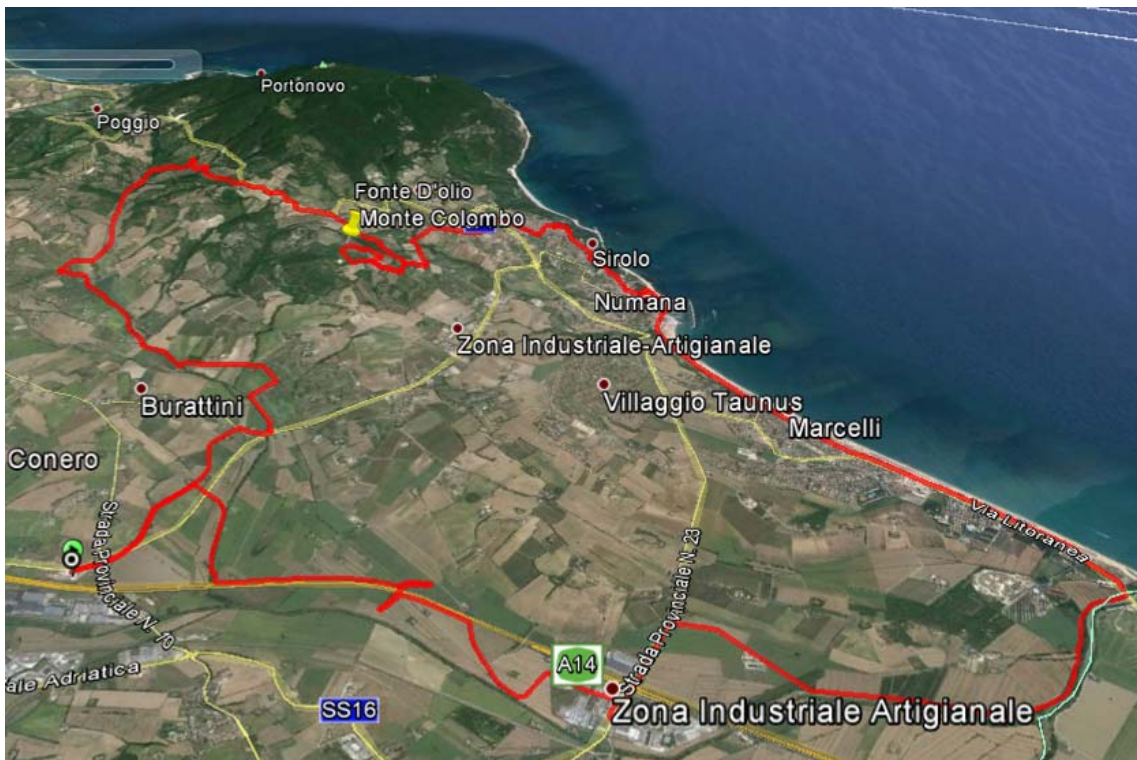 Portonovo
Poggio
Fonte D'olio
Monte Colombo
Sirolo
Numana
Zona Industriale-Artigianale
Villaggio Taunus
Burattini
Marcelli
Conero
Via Litoranea
Strada Provinciale N. 10
Strada Provinciale N. 23
A14
ale Adriatica
SS16
Zona Industriale Artigianale